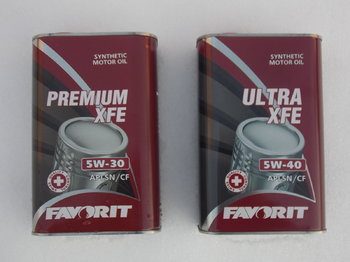 SYNTHETIC
MOTOR OIL
PREMIUM
XFE
5W-30
API SN/CF
FAVORIT
SYNTHETIC
MOTOR OIL
ULTRA
XFE
5W-40
API SN/CF
FAVORIT